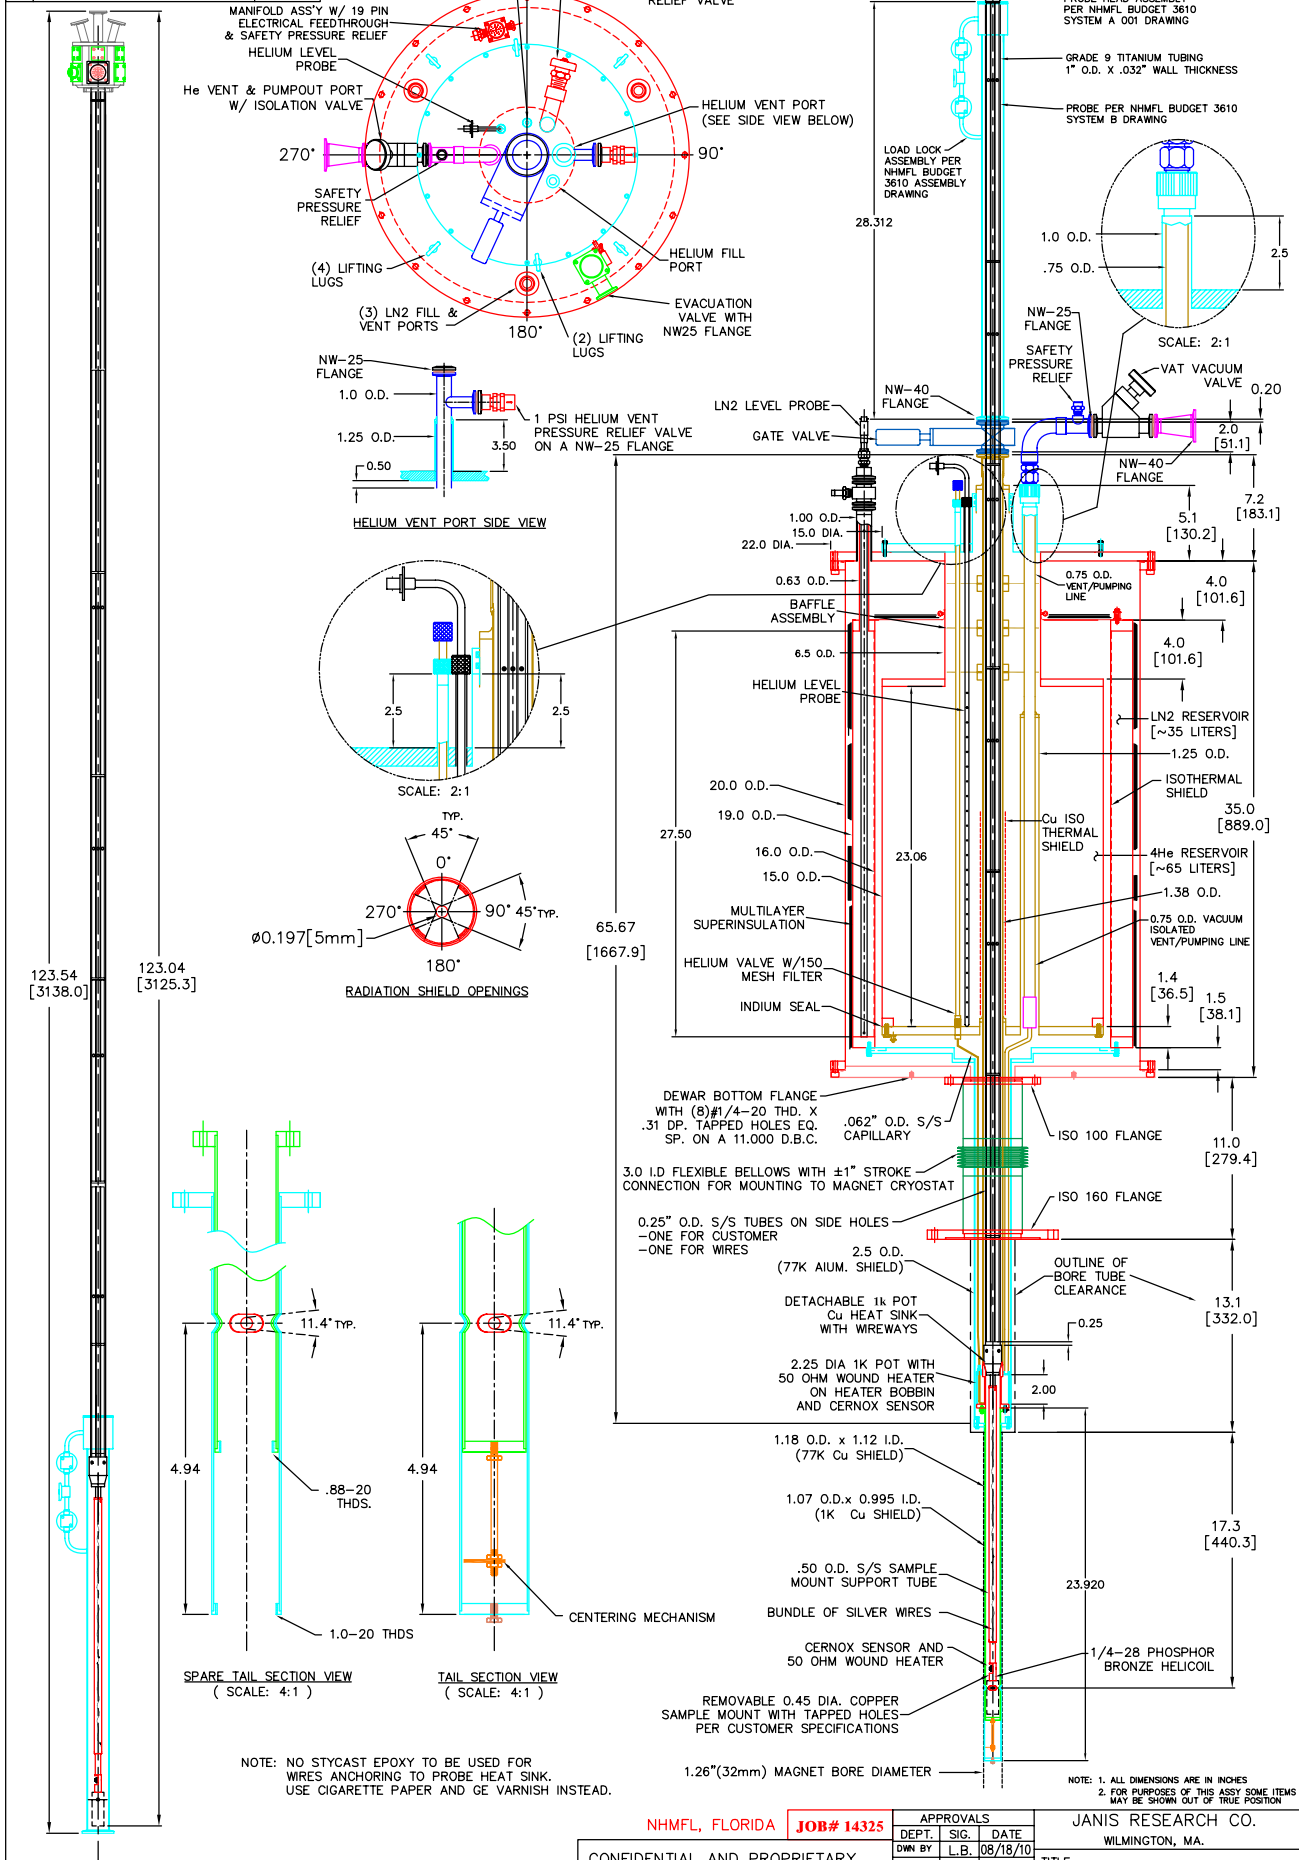 MANIFOLD ASS'Y W/ 19 PIN
ELECTRICAL FEEDTHROUGH
& SAFETY PRESSURE RELIEF
HELIUM LEVEL
PROBE
He VENT & PUMPOUT PORT
W/ ISOLATION VALVE
270°
SAFETY
PRESSURE
RELIEF
(4) LIFTING
LUGS
(3) LN2 FILL &
VENT PORTS
180°
(2) LIFTING
LUGS
RELIEF VALVE
HELIUM VENT PORT
(SEE SIDE VIEW BELOW)
90°
HELIUM FILL
PORT
EVACUATION
VALVE WITH
NW25 FLANGE
PER NHMFL BUDGET 3610
SYSTEM A 001 DRAWING
GRADE 9 TITANIUM TUBING
1" O.D. X .032" WALL THICKNESS
PROBE PER NHMFL BUDGET 3610
SYSTEM B DRAWING
LOAD LOCK
ASSEMBLY PER
NHMFL BUDGET
3610 ASSEMBLY
DRAWING
28.312
1.0 O.D.
.75 O.D.
2.5
SCALE: 2:1
NW-25
FLANGE
SAFETY
PRESSURE
RELIEF
VAT VACUUM
VALVE
0.20
2.0
[51.1]
NW-40
FLANGE
NW-40
FLANGE
LN2 LEVEL PROBE
GATE VALVE
NW-25
FLANGE
1.0 O.D.
1.25 O.D.
0.50
3.50
1 PSI HELIUM VENT
PRESSURE RELIEF VALVE
ON A NW-25 FLANGE
HELIUM VENT PORT SIDE VIEW
7.2
[183.1]
5.1
[130.2]
1.00 O.D.
15.0 DIA.
22.0 DIA.
0.63 O.D.
BAFFLE
ASSEMBLY
6.5 O.D.
HELIUM LEVEL
PROBE
0.75 O.D.
VENT/PUMPING
LINE
4.0
[101.6]
4.0
[101.6]
LN2 RESERVOIR
[~35 LITERS]
1.25 O.D.
ISOTHERMAL
SHIELD
35.0
[889.0]
2.5
2.5
SCALE: 2:1
20.0 O.D.
19.0 O.D.
27.50
16.0 O.D.
15.0 O.D.
23.06
Cu ISO
THERMAL
SHIELD
4He RESERVOIR
[~65 LITERS]
1.38 O.D.
0.75 O.D. VACUUM
ISOLATED
VENT/PUMPING LINE
MULTILAYER
SUPERINSULATION
65.67
[1667.9]
HELIUM VALVE W/150
MESH FILTER
INDIUM SEAL
1.4
[36.5]
1.5
[38.1]
TYP.
45°
0°
270°
90°
45°TYP.
ø0.197[5mm]
180°
RADIATION SHIELD OPENINGS
123.54
[3138.0]
123.04
[3125.3]
DEWAR BOTTOM FLANGE
WITH (8)#1/4-20 THD. X
.31 DP. TAPPED HOLES EQ.
SP. ON A 11.000 D.B.C.
.062" O.D. S/S
CAPILLARY
ISO 100 FLANGE
11.0
[279.4]
3.0 I.D FLEXIBLE BELLOWS WITH ±1" STROKE
CONNECTION FOR MOUNTING TO MAGNET CRYOSTAT
ISO 160 FLANGE
0.25" O.D. S/S TUBES ON SIDE HOLES
-ONE FOR CUSTOMER
-ONE FOR WIRES
2.5 O.D.
(77K AlUM. SHIELD)
OUTLINE OF
BORE TUBE
CLEARANCE
13.1
[332.0]
DETACHABLE 1k POT
Cu HEAT SINK
WITH WIREWAYS
0.25
2.25 DIA 1K POT WITH
50 OHM WOUND HEATER
ON HEATER BOBBIN
AND CERNOX SENSOR
2.00
11.4°TYP.
11.4°TYP.
4.94
4.94
.88-20
THDS.
1.0-20 THDS
CENTERING MECHANISM
SPARE TAIL SECTION VIEW
( SCALE: 4:1 )
TAIL SECTION VIEW
( SCALE: 4:1 )
1.18 O.D. x 1.12 I.D.
(77K Cu SHIELD)
1.07 O.D.x 0.995 I.D.
(1K Cu SHIELD)
17.3
[440.3]
.50 O.D. S/S SAMPLE
MOUNT SUPPORT TUBE
23.920
BUNDLE OF SILVER WIRES
CERNOX SENSOR AND
50 OHM WOUND HEATER
1/4-28 PHOSPHOR
BRONZE HELICOIL
REMOVABLE 0.45 DIA. COPPER
SAMPLE MOUNT WITH TAPPED HOLES
PER CUSTOMER SPECIFICATIONS
1.26"(32mm) MAGNET BORE DIAMETER
NOTE: NO STYCAST EPOXY TO BE USED FOR
WIRES ANCHORING TO PROBE HEAT SINK.
USE CIGARETTE PAPER AND GE VARNISH INSTEAD.
NOTE: 1. ALL DIMENSIONS ARE IN INCHES
2. FOR PURPOSES OF THIS ASSY SOME ITEMS
MAY BE SHOWN OUT OF TRUE POSITION
NHMFL, FLORIDA
JOB# 14325
APPROVALS
DEPT. SIG. DATE
DWN BY L.B. 08/18/10
JANIS RESEARCH CO.
WILMINGTON, MA.
CONFIDENTIAL AND PROPRIETARY